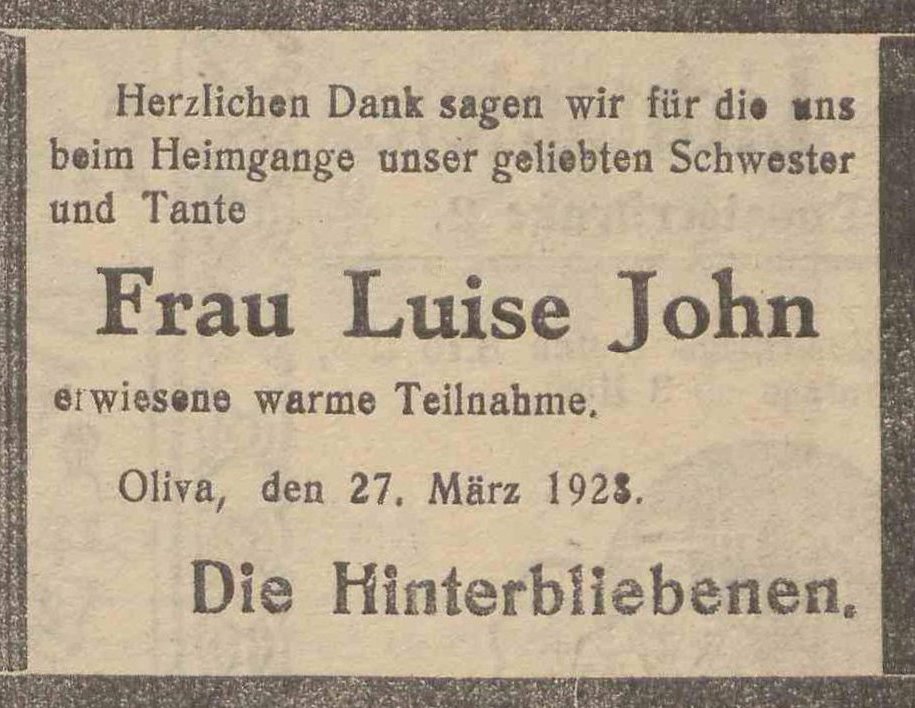 Herzlichen Dank sagen wir für die uns
beim Heimgange unser geliebten Schwester
und Tante
Frau Luise John
erwiesene warme Teilnahme.
Oliva, den 27. März 1928.
Die Hinterbliebenen.